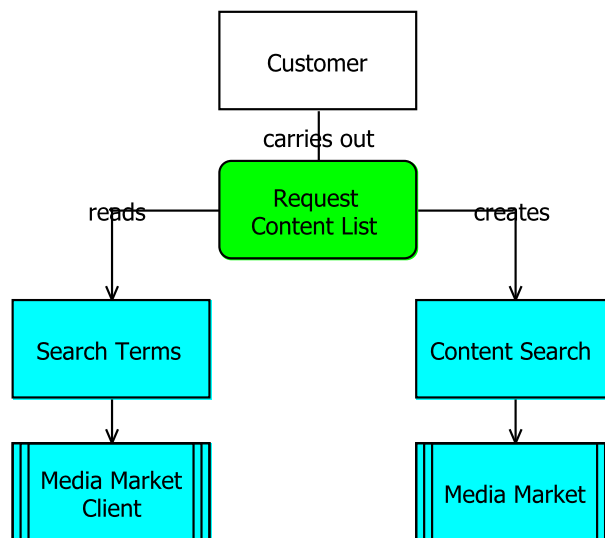 Customer
carries out
Request
Content List
reads
creates
Search Terms
Content Search
Media Market
Client
Media Market